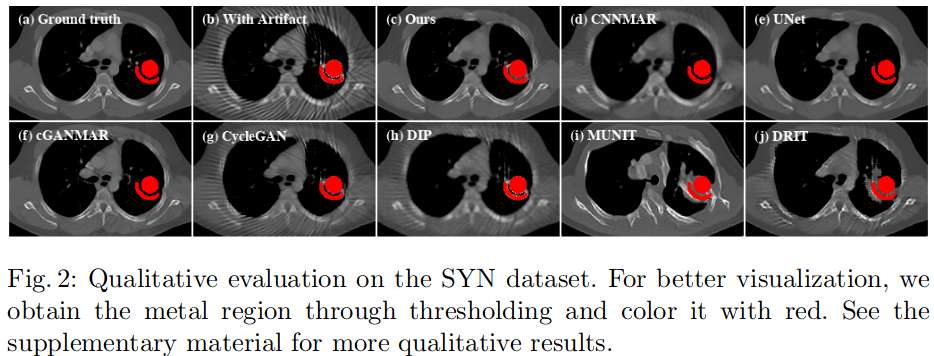 (a) Ground truth
(b) With Artifact
(c) Ours
(d) CNNMAR
(e) UNet
(f) cGANMAR
(g) CycleGAN
(h) DIP
(i) MUNIT
(j) DRIT
Fig. 2: Qualitative evaluation on the SYN dataset. For better visualization, we
obtain the metal region through thresholding and color it with red. See the
supplementary material for more qualitative results.